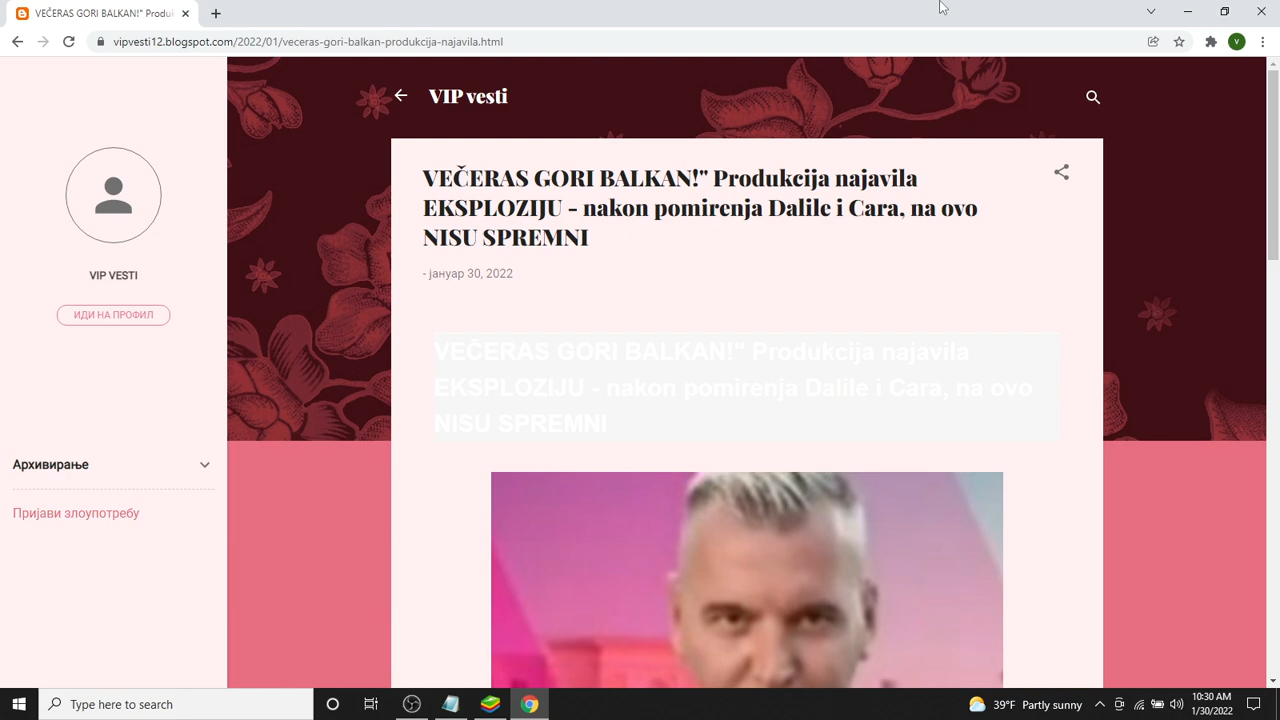 VEČERAS GORI BALKAN!" Produk
vipvesti12.blogspot.com/2022/01/veceras-gori-balkan-produkcija-najavila.html
V
VIP vesti
VEČERAS GORI BALKAN!" Produkcija najavila
EKSPLOZIJU - nakon pomirenja Dalile i Cara, na ovo
NISU SPREMNI
- јануар 30, 2022
VIP VESTI
ИДИ НА ПРОФИЛ
VEČERAS GORI BALKAN!" Produkcija najavila
EKSPLOZIJU - nakon pomirenja Dalile i Cara, na ovo
NISU SPREMNI
Архивирање
Пријави злоупотребу
Type here to search
39°F Partly sunny
10:30 AM
1/30/2022